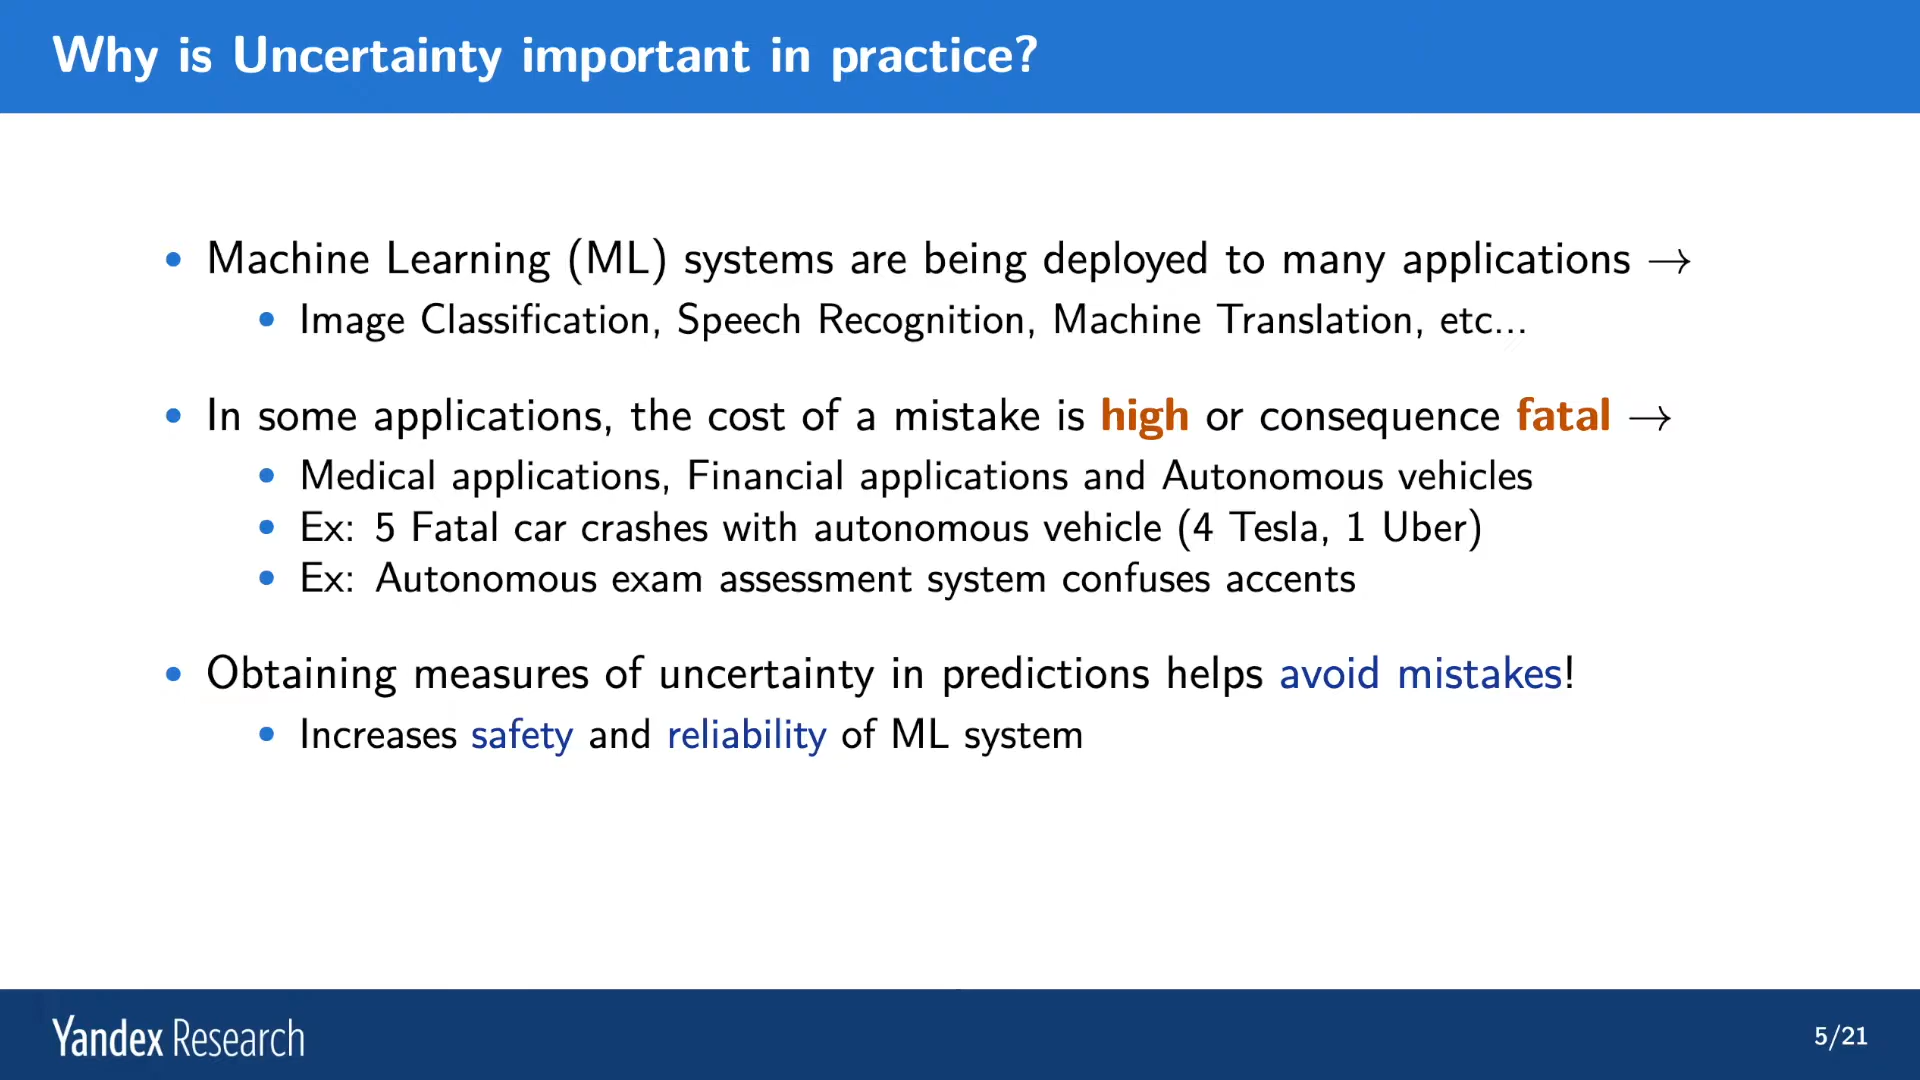 Why is Uncertainty important in practice?
• Machine Learning (ML) systems are being deployed to many applications →
• Image Classification, Speech Recognition, Machine Translation, etc...
• In some applications, the cost of a mistake is high or consequence fatal →
• Medical applications, Financial applications and Autonomous vehicles
• Ex: 5 Fatal car crashes with autonomous vehicle (4 Tesla, 1 Uber)
• Ex: Autonomous exam assessment system confuses accents
• Obtaining measures of uncertainty in predictions helps avoid mistakes!
• Increases safety and reliability of ML system
Yandex Research
5/21